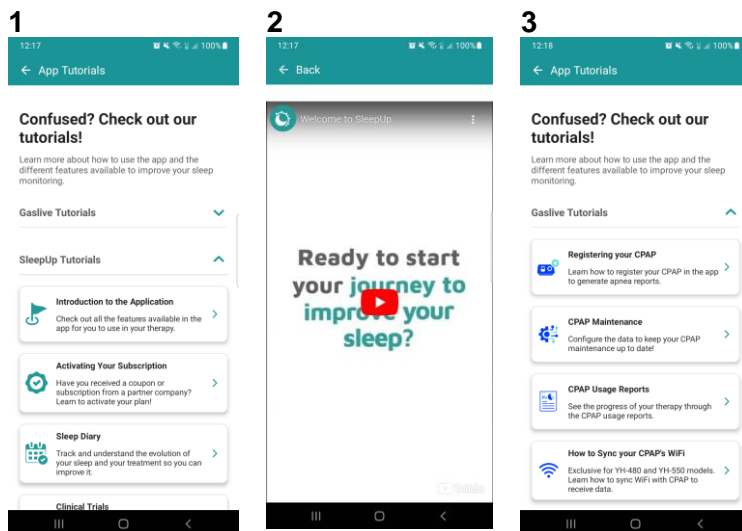 1
12:17
100%
App Tutorials
Confused? Check out our
tutorials!
Learn more about how to use the app and the
different features available to improve your sleep
monitoring.
Gaslive Tutorials
SleepUp Tutorials
Introduction to the Application
Check out all the features available in the
app for you to use in your therapy.
Activating Your Subscription
Have you received a coupon or
subscription from a partner company?
Learn to activate your plan!
Sleep Diary
Track and understand the evolution of
your sleep and your treatment so you can
improve it.
Clinical Trials
2
12:17
100%
Back
Welcome to SleepUp
Ready to start
your journey to
improve your
sleep?
YouTube
3
12:18
100%
App Tutorials
Confused? Check out our
tutorials!
Learn more about how to use the app and the
different features available to improve your sleep
monitoring.
Gaslive Tutorials
Registering your CPAP
Learn how to register your CPAP in the app
to generate apnea reports.
CPAP Maintenance
Configure the data to keep your CPAP
maintenance up to date!
CPAP Usage Reports
See the progress of your therapy through
the CPAP usage reports.
How to Sync your CPAP's WiFi
Exclusive for YH-480 and YH-550 models.
Learn how to sync WiFi with CPAP to
receive data.